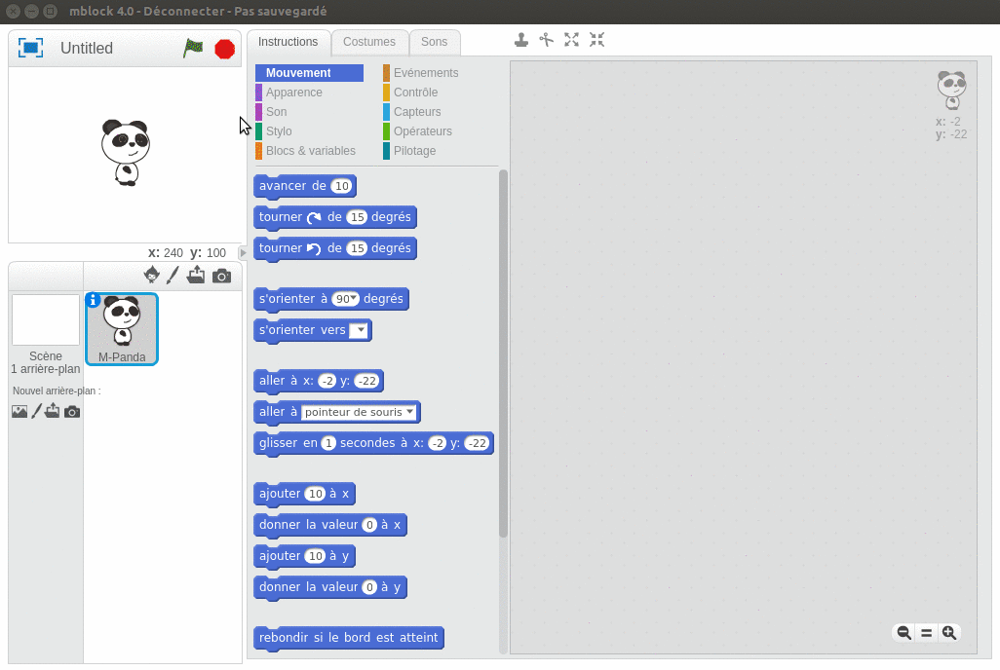 mblock 4.0 - Déconnecter - Pas sauvegardé
Untitled
x: 240 y: 100
Scène
1 arrière-plan
Nouvel arrière-plan :
i
M-Panda
Instructions Costumes Sons
Mouvement Evénements
Apparence Contrôle
Son Capteurs
Stylo Opérateurs
Blocs & variables Pilotage
avancer de 10
tourner de 15 degrés
tourner de 15 degrés
s'orienter à 90 degrés
s'orienter vers
aller à x: -2 y: -22
aller à pointeur de souris
glisser en 1 secondes à x: -2 y: -22
ajouter 10 à x
donner la valeur 0 à x
ajouter 10 à y
donner la valeur 0 à y
rebondir si le bord est atteint
x: -2
y: -22